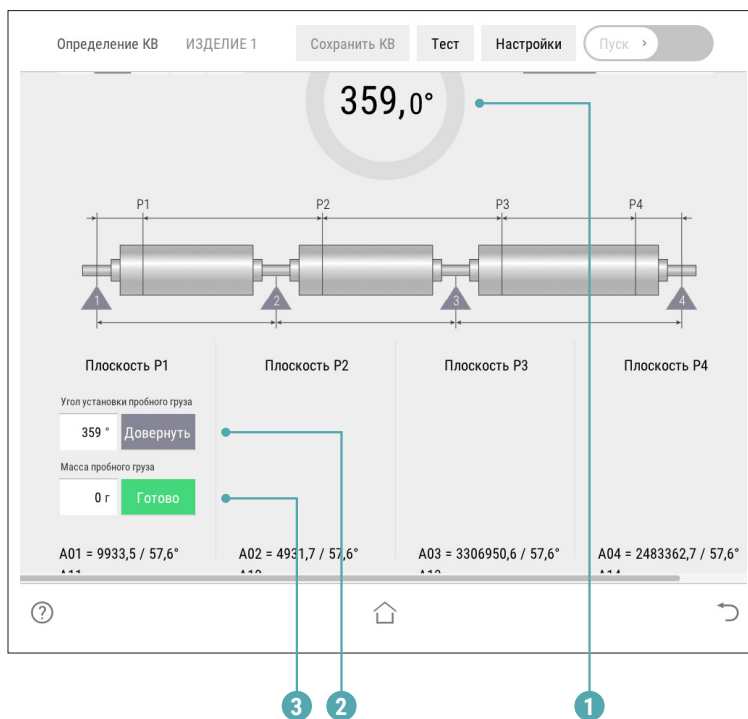 Определение КВ ИЗДЕЛИЕ 1 Сохранить КВ Тест Настройки Пуск ›
359,0°
P1 P2 P3 P4
1 2 3 4
Плоскость P1 Плоскость P2 Плоскость P3 Плоскость P4
Угол установки пробного груза
359 ° Довернуть
Масса пробного груза
0 г Готово
A01 = 9933,5 / 57,6° A02 = 4931,7 / 57,6° A03 = 3306950,6 / 57,6° A04 = 2483362,7 / 57,6°
?
3 2 1